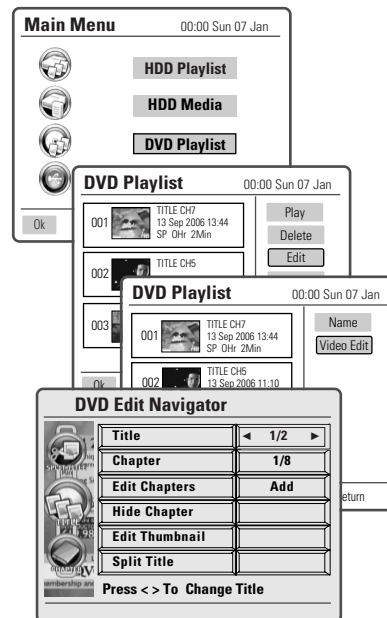 Main Menu 00:00 Sun 07 Jan
HDD Playlist
HDD Media
DVD Playlist
Ok
DVD Playlist 00:00 Sun 07 Jan
001 TITLE CH7
13 Sep 2006 13:44
SP 0Hr 2Min
Play
Delete
Edit
002 TITLE CH5
003
Ok
DVD Playlist 00:00 Sun 07 Jan
001 TITLE CH7
13 Sep 2006 13:44
SP 0Hr 2Min
Name
Video Edit
002 TITLE CH5
13 Sep 2006 11:10
eturn
DVD Edit Navigator
Title ◄ 1/2 ►
Chapter 1/8
Edit Chapters Add
Hide Chapter
Edit Thumbnail
Split Title
Press < > To Change Title